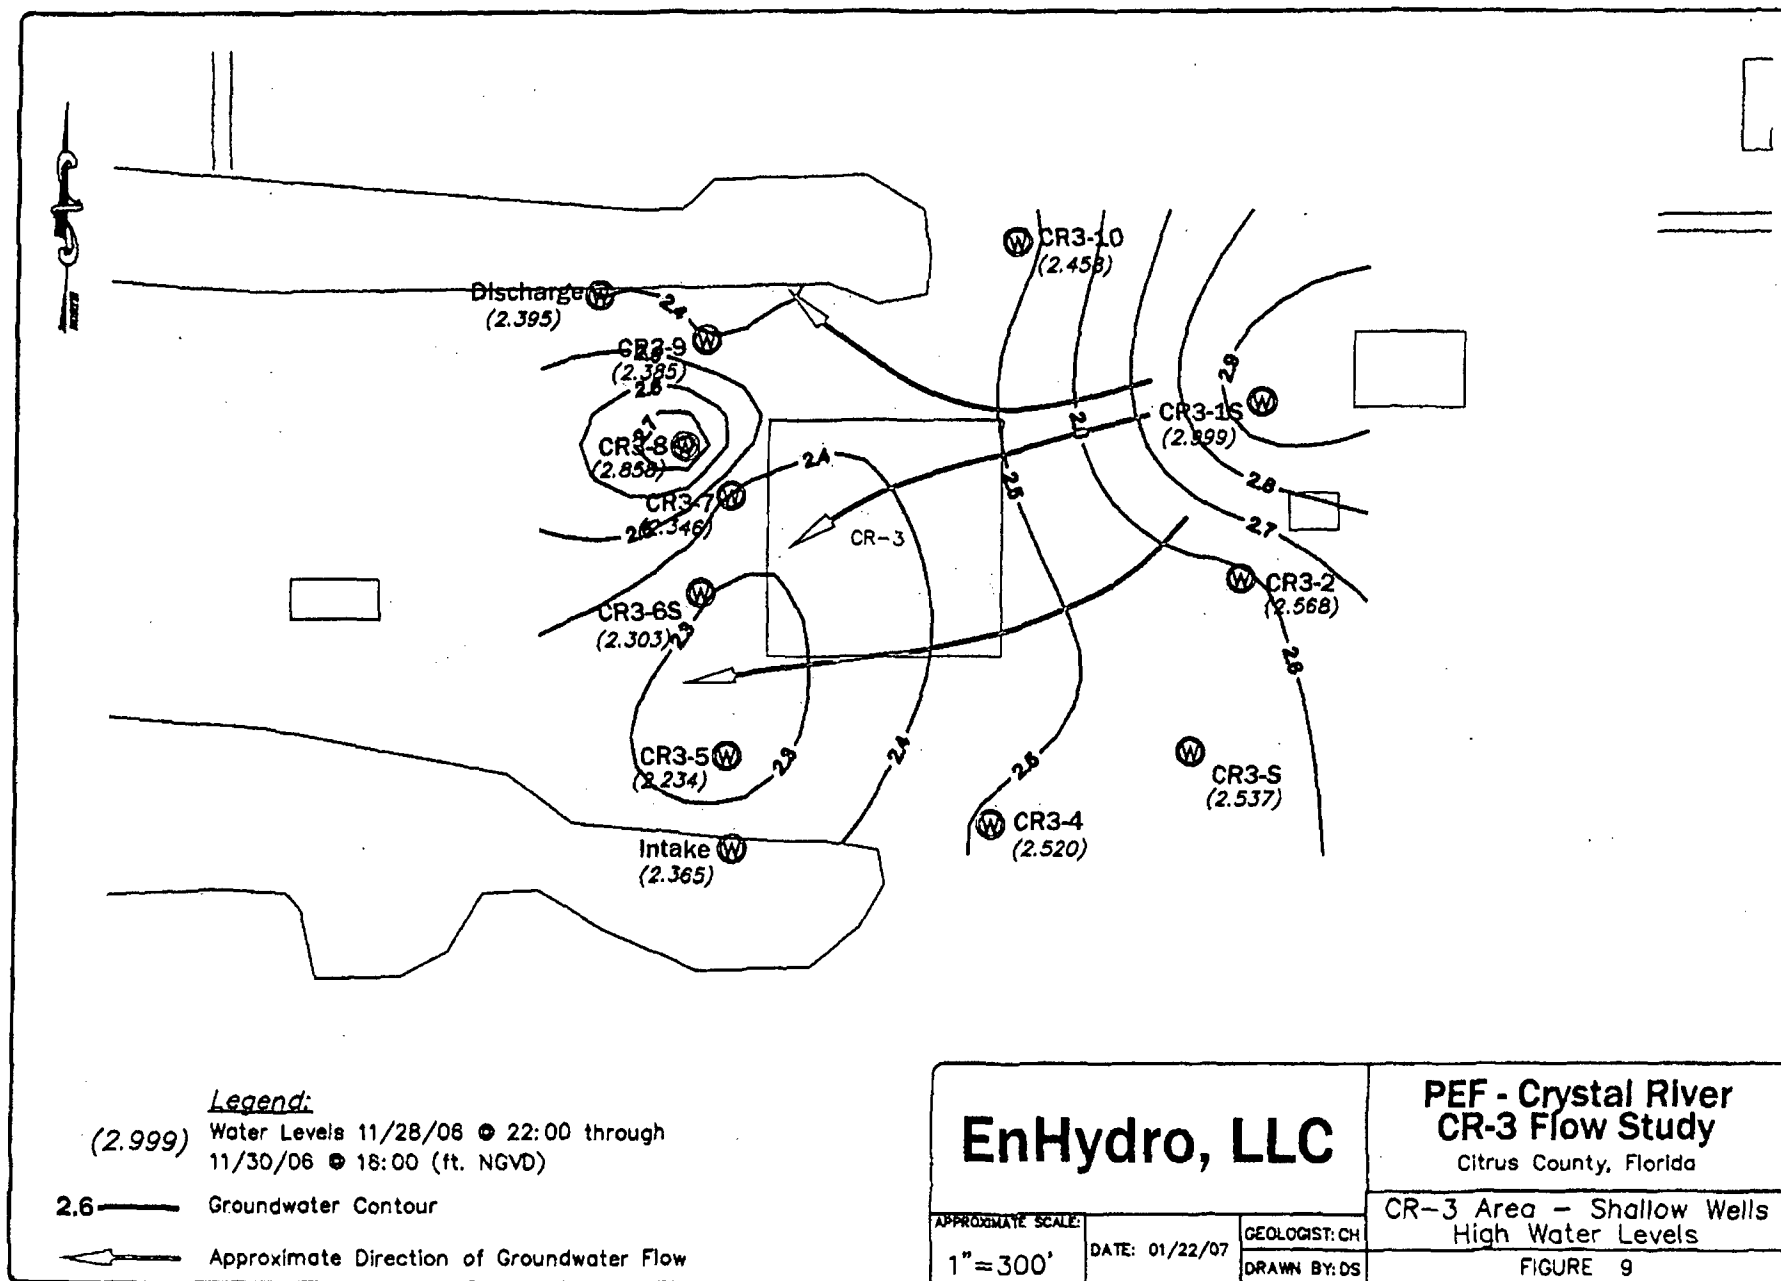 NORTH
CR3-10
(2.458)
Discharge
(2.395)
2.4
CR3-9
(2.385)
2.6
2.9
CR3-1S
(2.999)
2.7
CR3-8
(2.858)
2.4
2.5
2.8
CR3-7
(2.346)
2.7
CR-3
CR3-2
(2.568)
CR3-6S
(2.303)
2.3
2.6
CR3-5
(2.234)
2.3
2.4
2.5
CR3-S
(2.537)
CR3-4
(2.520)
Intake
(2.365)
Legend:
(2.999) Water Levels 11/28/06 @ 22:00 through
11/30/06 @ 18:00 (ft. NGVD)
2.6 Groundwater Contour
Approximate Direction of Groundwater Flow
EnHydro, LLC
PEF - Crystal River
CR-3 Flow Study
Citrus County, Florida
APPROXIMATE SCALE:
1"=300'
DATE: 01/22/07
GEOLOGIST: CH
DRAWN BY: DS
CR-3 Area - Shallow Wells
High Water Levels
FIGURE 9